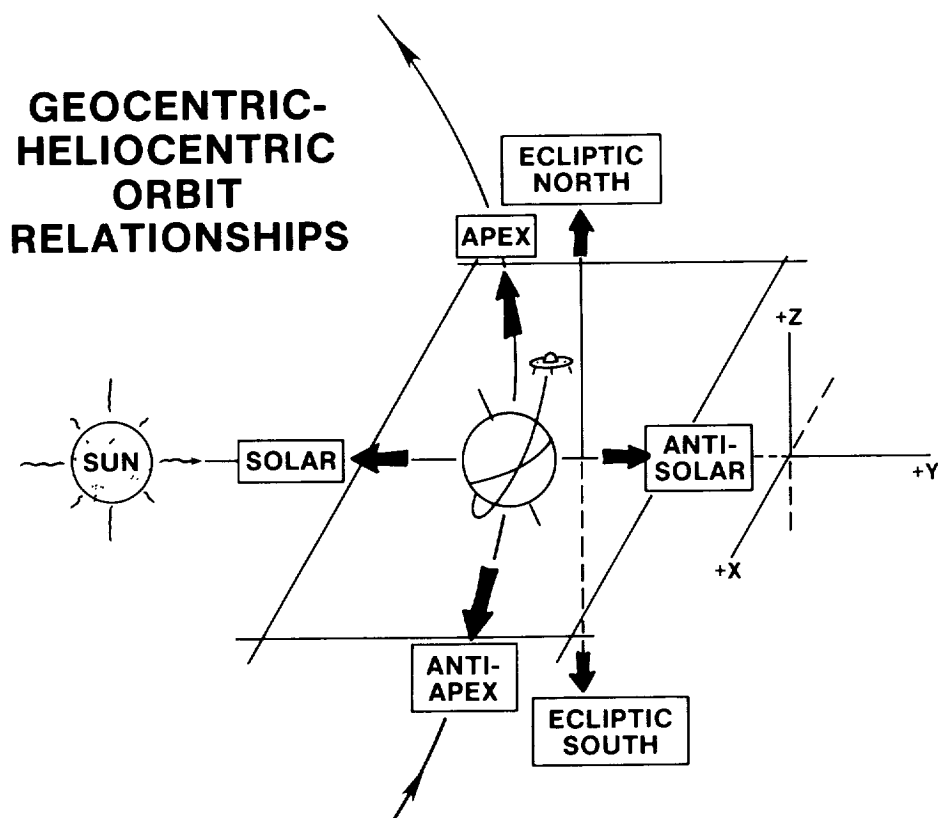 GEOCENTRIC-
HELIOCENTRIC
ORBIT
RELATIONSHIPS
ECLIPTIC
NORTH
APEX
+Z
SUN
SOLAR
ANTI-
SOLAR
+Y
+X
ANTI-
APEX
ECLIPTIC
SOUTH